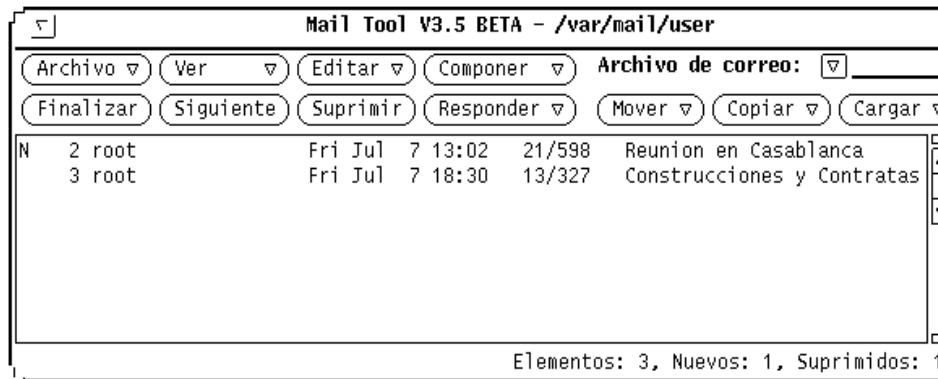 Mail Tool V3.5 BETA - /var/mail/user
Archivo Ver Editar Componer Archivo de correo:
Finalizar Siguiente Suprimir Responder Mover Copiar Cargar
N 2 root Fri Jul 7 13:02 21/598 Reunion en Casablanca
3 root Fri Jul 7 18:30 13/327 Construcciones y Contratas
Elementos: 3, Nuevos: 1, Suprimidos: 1